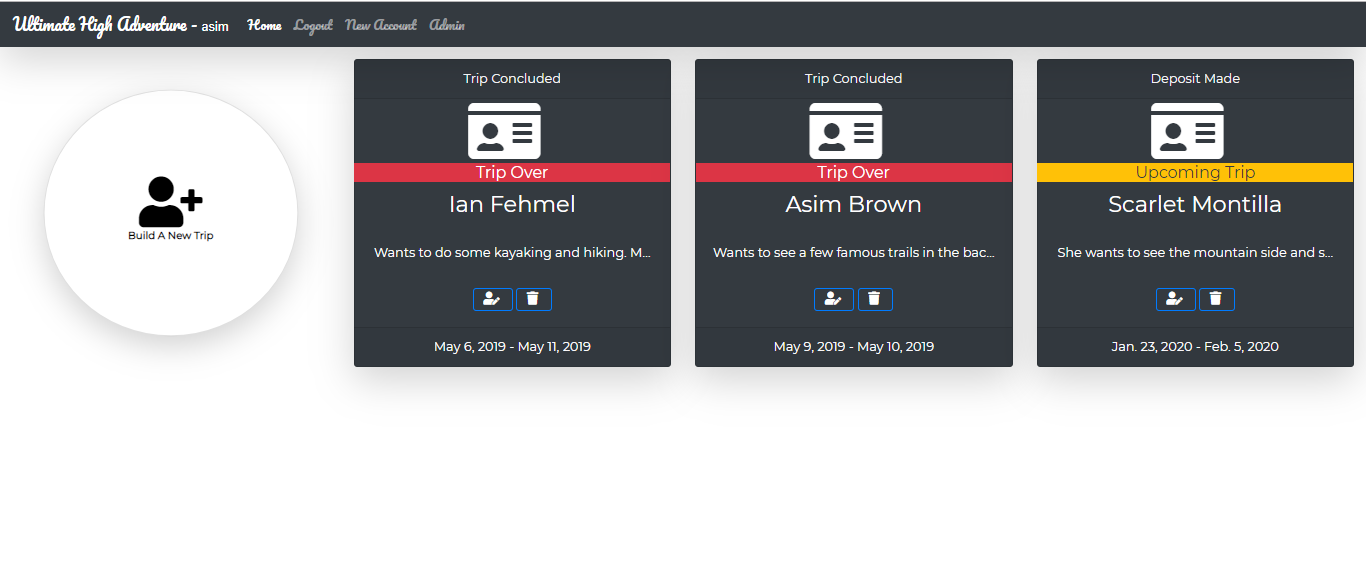 Ultimate High Adventure - asim Home Logout New Account Admin
Build A New Trip
Trip Concluded
Trip Over
Ian Fehmel
Wants to do some kayaking and hiking. M...
May 6, 2019 - May 11, 2019
Trip Concluded
Trip Over
Asim Brown
Wants to see a few famous trails in the bac...
May 9, 2019 - May 10, 2019
Deposit Made
Upcoming Trip
Scarlet Montilla
She wants to see the mountain side and s...
Jan. 23, 2020 - Feb. 5, 2020